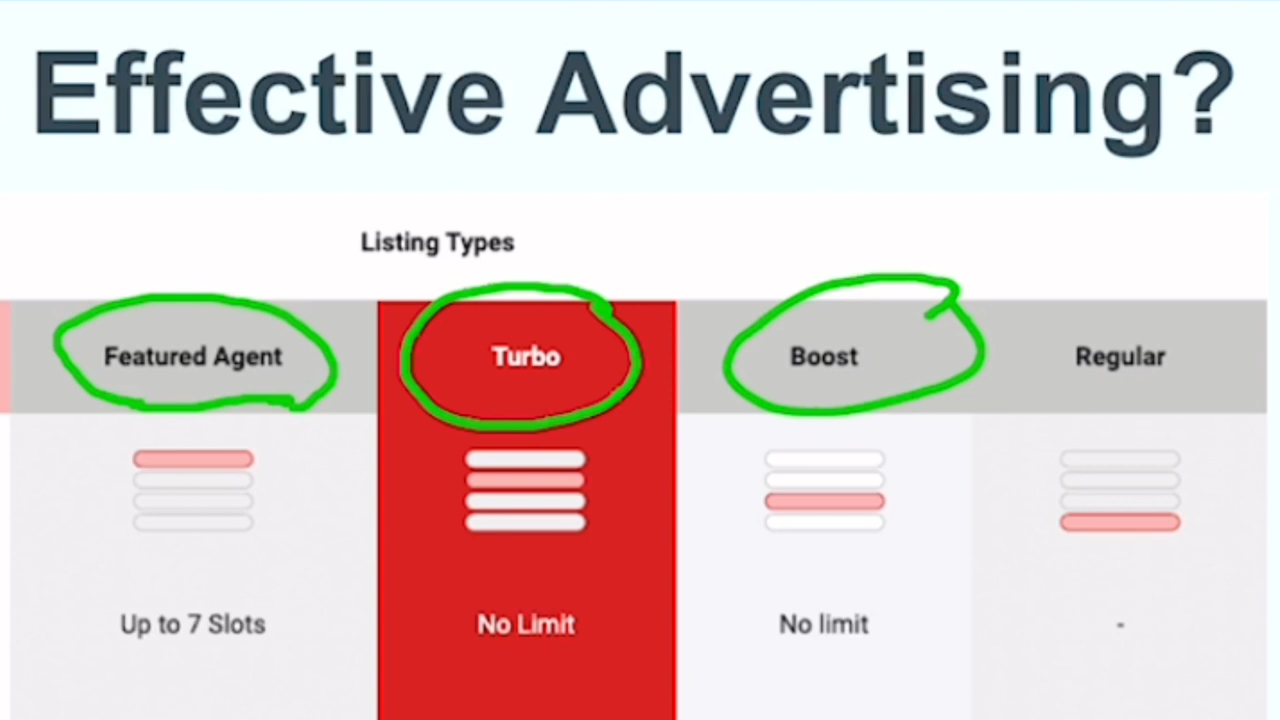 Effective Advertising?
Listing Types
Featured Agent Turbo Boost Regular
Up to 7 Slots No Limit No limit -